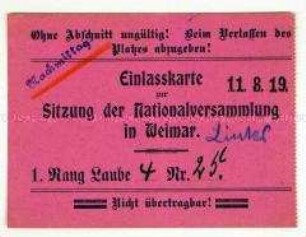 Ohne Abschnitt ungültig! Beim Verlassen des
Platzes abzugeben!
Nachmittag
Einlasskarte 11. 8. 19.
zur
Sitzung der Nationalversammlung
in Weimar.
1. Rang Laube 4 Nr. 25
Nicht übertragbar!